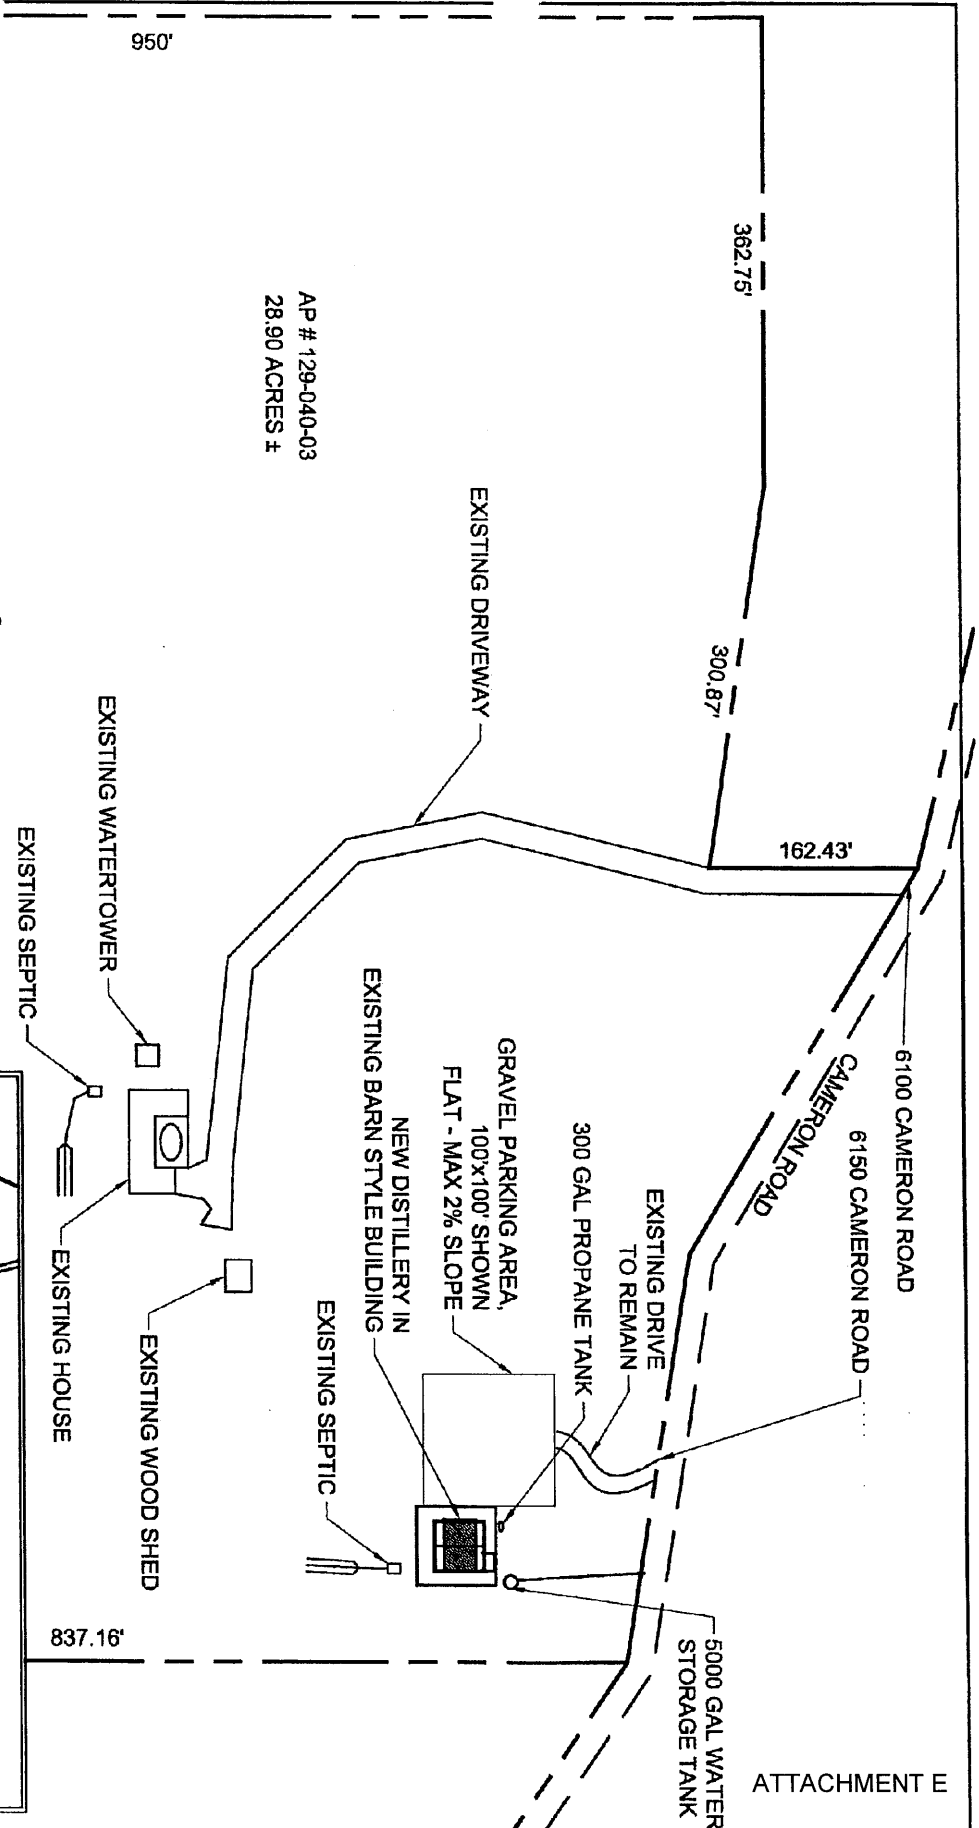 950'
362.75'
AP # 129-040-03
28.90 ACRES ±
300.87'
EXISTING DRIVEWAY
162.43'
6100 CAMERON ROAD
CAMERON ROAD
6150 CAMERON ROAD
EXISTING DRIVE
TO REMAIN
300 GAL PROPANE TANK
GRAVEL PARKING AREA,
100'x100' SHOWN
FLAT - MAX 2% SLOPE
NEW DISTILLERY IN
EXISTING BARN STYLE BUILDING
EXISTING WATERTOWER
EXISTING SEPTIC
EXISTING HOUSE
EXISTING WOOD SHED
EXISTING SEPTIC
5000 GAL WATER
STORAGE TANK
837.16'
ATTACHMENT E